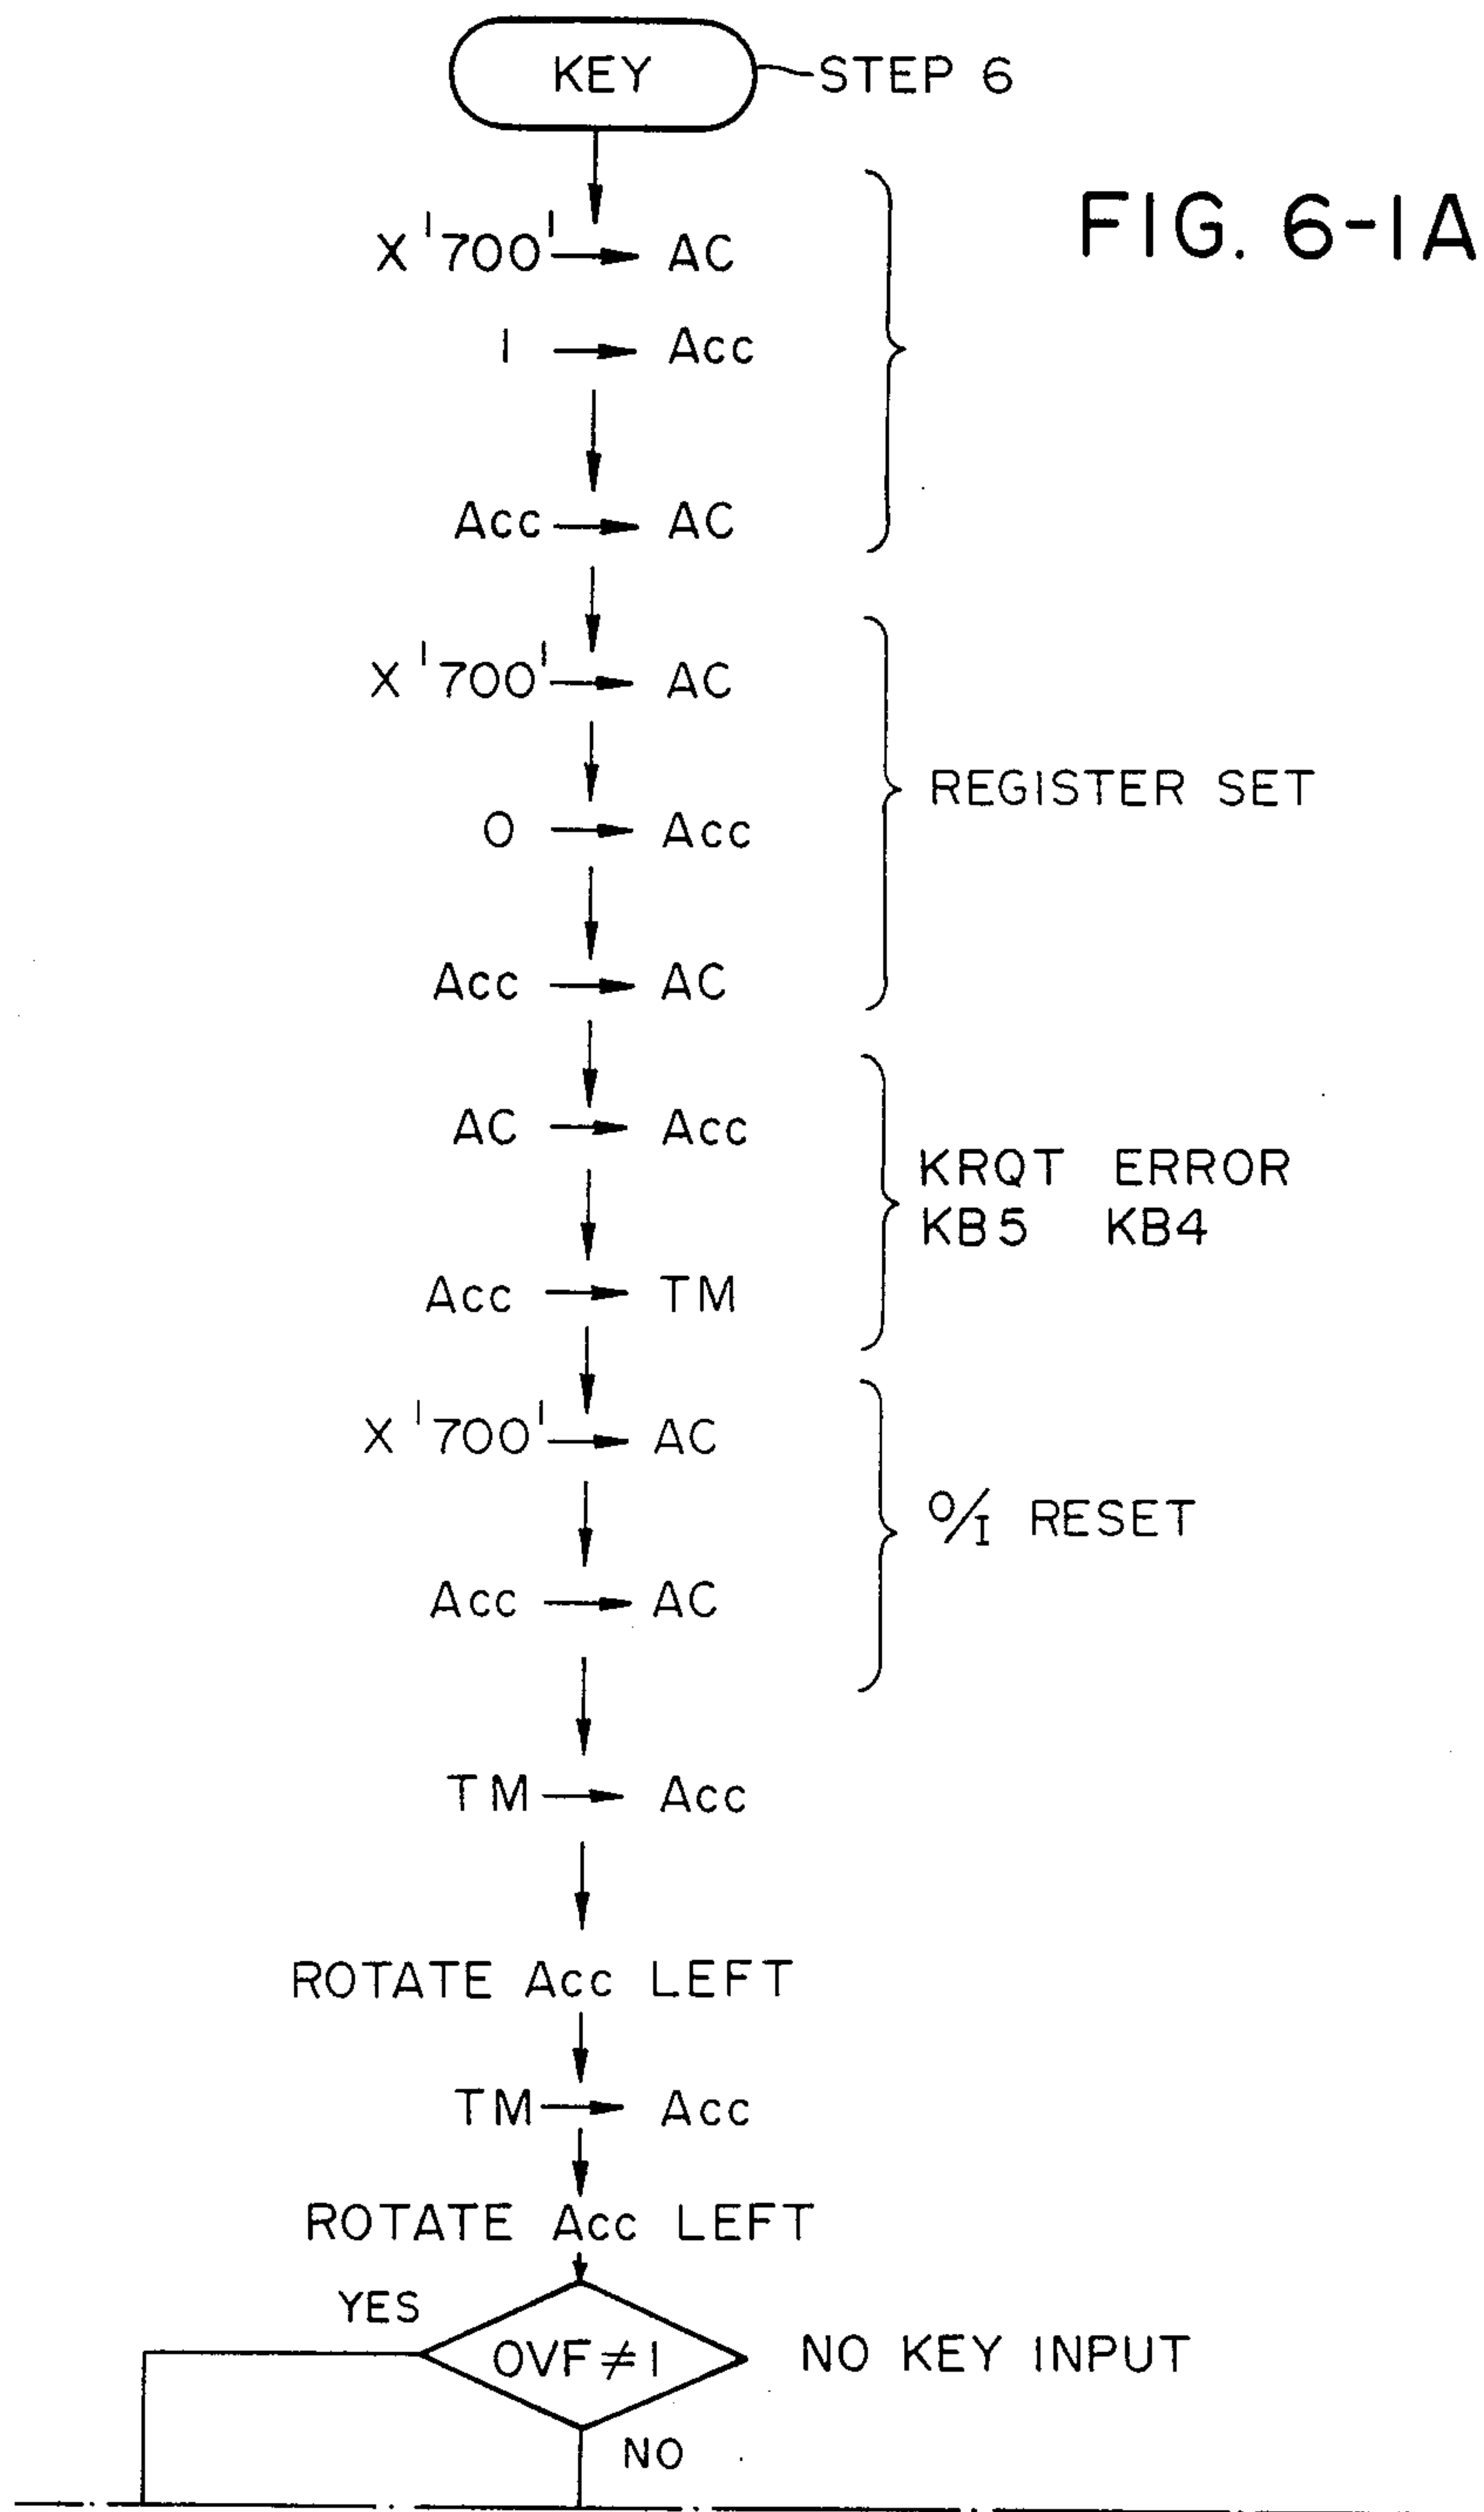 KEY STEP 6
FIG. 6-1A
X'700' → AC
1 → Acc
Acc → AC
X'700' → AC
0 → Acc
REGISTER SET
Acc → AC
AC → Acc
KRQT ERROR
KB5 KB4
Acc → TM
X'700' → AC
O/I RESET
Acc → AC
TM → Acc
ROTATE Acc LEFT
TM → Acc
ROTATE Acc LEFT
YES
OVF≠1 NO KEY INPUT
NO